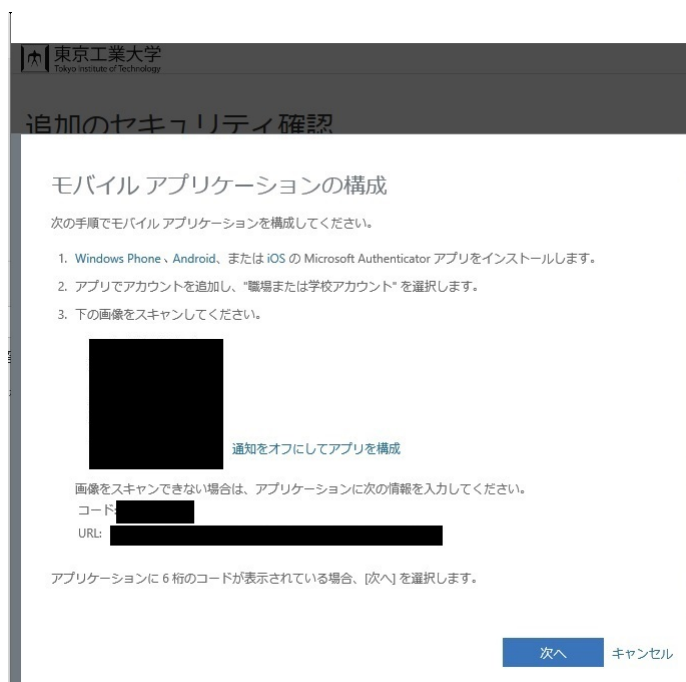 東京工業大学
Tokyo Institute of Technology
追加のセキュリティ確認
モバイル アプリケーションの構成
次の手順でモバイル アプリケーションを構成してください。
1. Windows Phone、Android、または iOS の Microsoft Authenticator アプリをインストールします。
2. アプリでアカウントを追加し、"職場または学校アカウント" を選択します。
3. 下の画像をスキャンしてください。
通知をオフにしてアプリを構成
画像をスキャンできない場合は、アプリケーションに次の情報を入力してください。
コード:
URL:
アプリケーションに 6 桁のコードが表示されている場合、[次へ] を選択します。
次へ キャンセル